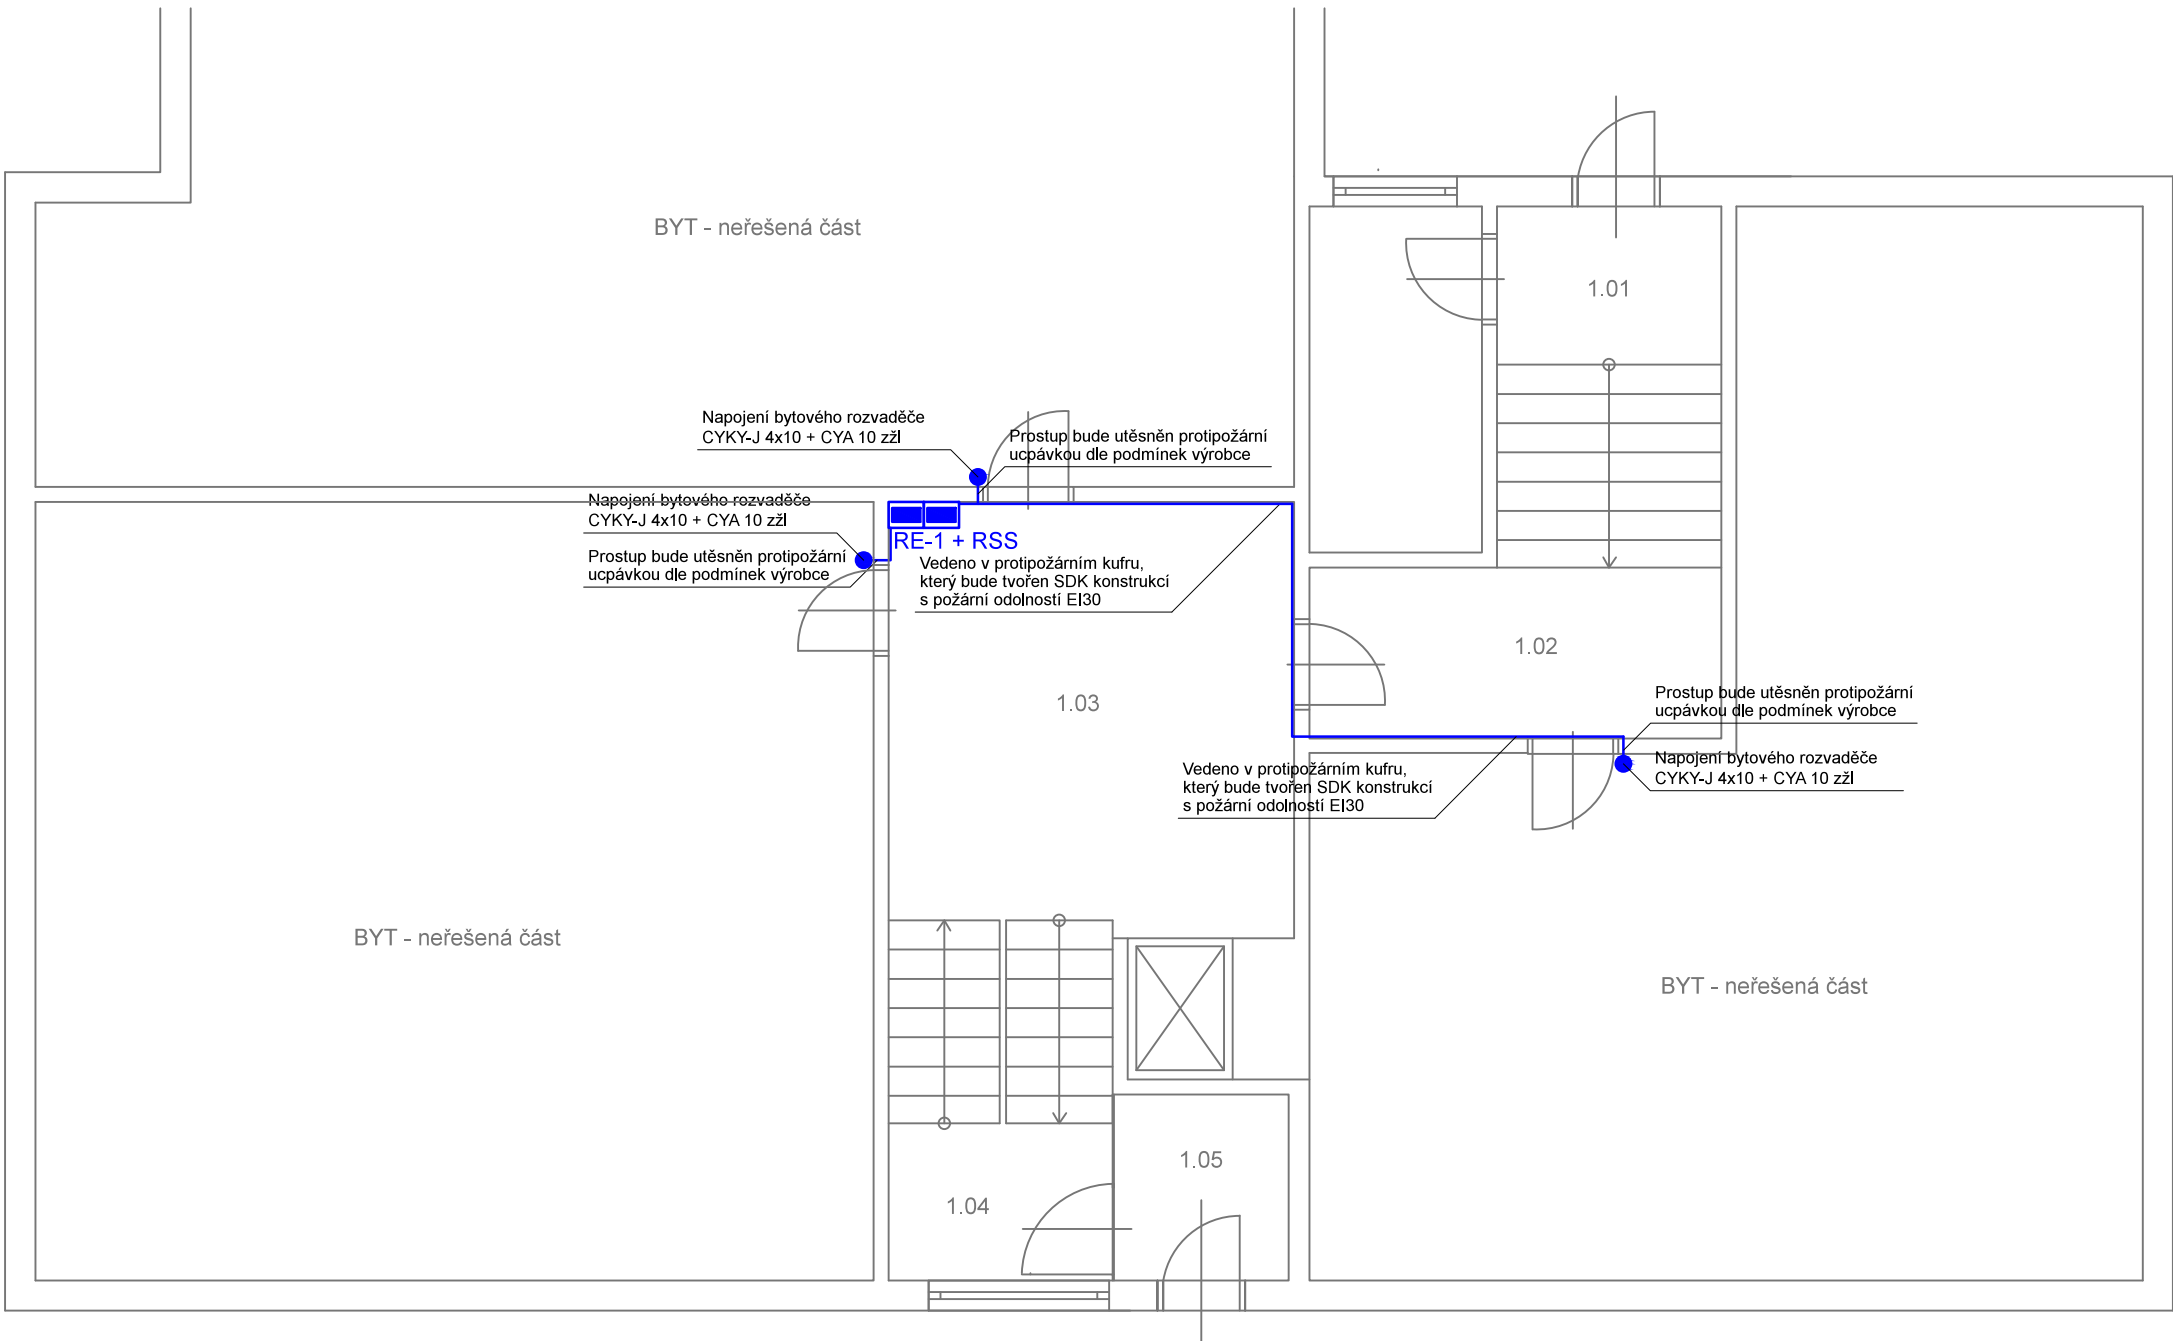 BYT - neřešená část
1.01
Napojení bytového rozvaděče
CYKY-J 4x10 + CYA 10 zžl
Prostup bude utěsněn protipožární
ucpávkou dle podmínek výrobce
Napojení bytového rozvaděče
CYKY-J 4x10 + CYA 10 zžl
Prostup bude utěsněn protipožární
ucpávkou dle podmínek výrobce
RE-1 + RSS
Vedeno v protipožárním kufru,
který bude tvořen SDK konstrukcí
s požární odolností EI30
1.02
1.03
Prostup bude utěsněn protipožární
ucpávkou dle podmínek výrobce
Napojení bytového rozvaděče
CYKY-J 4x10 + CYA 10 zžl
Vedeno v protipožárním kufru,
který bude tvořen SDK konstrukcí
s požární odolností EI30
BYT - neřešená část
BYT - neřešená část
1.05
1.04